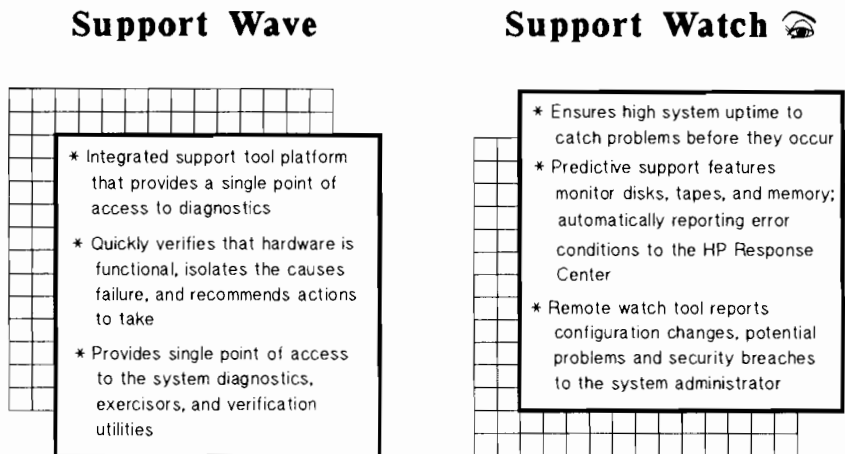 Support Wave
* Integrated support tool platform
that provides a single point of
access to diagnostics
* Quickly verifies that hardware is
functional, isolates the causes
failure, and recommends actions
to take
* Provides single point of access
to the system diagnostics,
exercisors, and verification
utilities
Support Watch
* Ensures high system uptime to
catch problems before they occur
* Predictive support features
monitor disks, tapes, and memory;
automatically reporting error
conditions to the HP Response
Center
* Remote watch tool reports
configuration changes, potential
problems and security breaches
to the system administrator